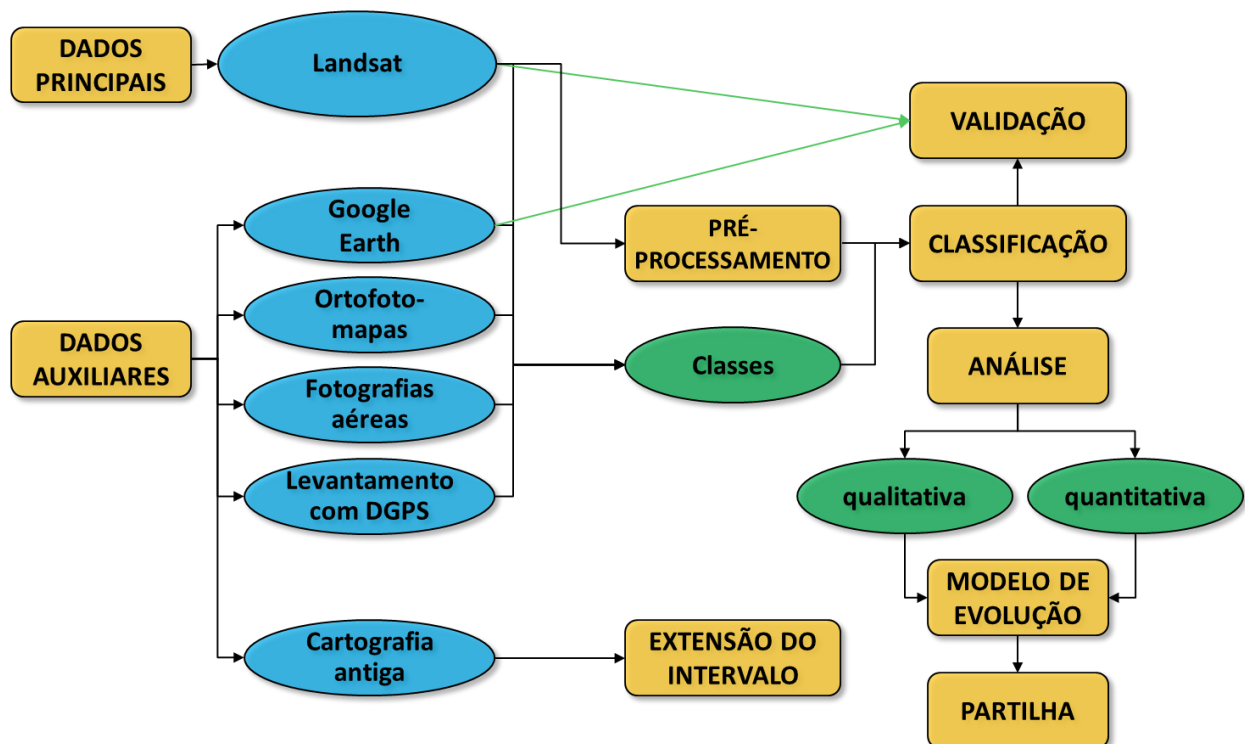 DADOS
PRINCIPAIS
Landsat
VALIDAÇÃO
Google
Earth
PRÉ-
PROCESSAMENTO
CLASSIFICAÇÃO
Ortofoto-
mapas
DADOS
AUXILIARES
Classes
ANÁLISE
Fotografias
aéreas
Levantamento
com DGPS
qualitativa
quantitativa
MODELO DE
EVOLUÇÃO
Cartografia
antiga
EXTENSÃO DO
INTERVALO
PARTILHA